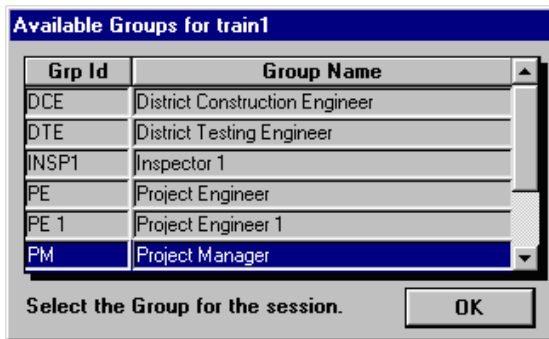 Available Groups for train1
Grp Id Group Name
DCE District Construction Engineer
DTE District Testing Engineer
INSP1 Inspector 1
PE Project Engineer
PE 1 Project Engineer 1
PM Project Manager
Select the Group for the session. OK